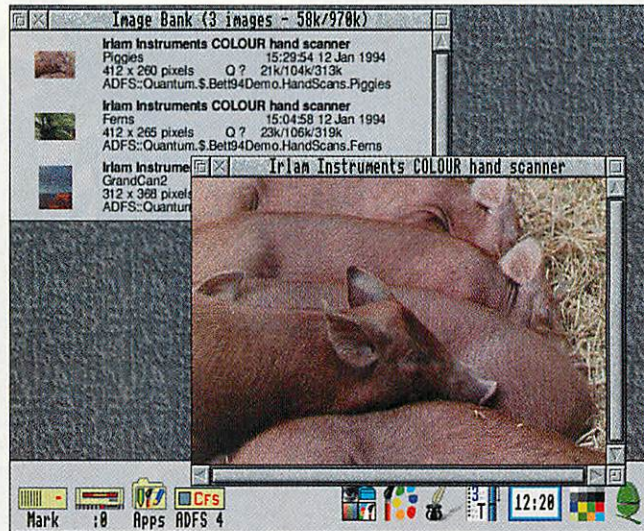 Image Bank (3 images - 58k/970k)
Irlam Instruments COLOUR hand scanner
Piggies 15:29:54 12 Jan 1994
412 x 260 pixels Q ? 21k/104k/313k
ADFS::Quantum.$.Bett94Demo.HandScans.Piggies
Irlam Instruments COLOUR hand scanner
Ferns 15:04:58 12 Jan 1994
412 x 265 pixels Q ? 23k/106k/319k
ADFS::Quantum.$.Bett94Demo.HandScans.Ferns
Irlam Instrume
GrandCan2
312 x 368 pixels
ADFS::Quantum
Irlam Instruments COLOUR hand scanner
CFS
12:20
Mark :0 Apps ADFS 4